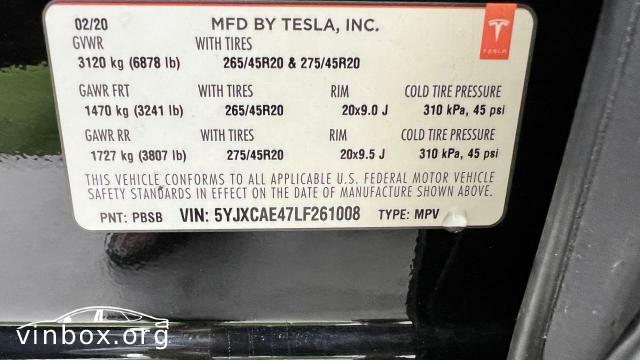 02/20 MFD BY TESLA, INC.
GVWR WITH TIRES
3120 kg (6878 lb) 265/45R20 & 275/45R20
TESLA
GAWR FRT WITH TIRES RIM COLD TIRE PRESSURE
1470 kg (3241 lb) 265/45R20 20x9.0 J 310 kPa, 45 psi
GAWR RR WITH TIRES RIM COLD TIRE PRESSURE
1727 kg (3807 lb) 275/45R20 20x9.5 J 310 kPa, 45 psi
THIS VEHICLE CONFORMS TO ALL APPLICABLE U.S. FEDERAL MOTOR VEHICLE
SAFETY STANDARDS IN EFFECT ON THE DATE OF MANUFACTURE SHOWN ABOVE.
PNT: PBSB VIN: 5YJXCAE47LF261008 TYPE: MPV
vinbox.org